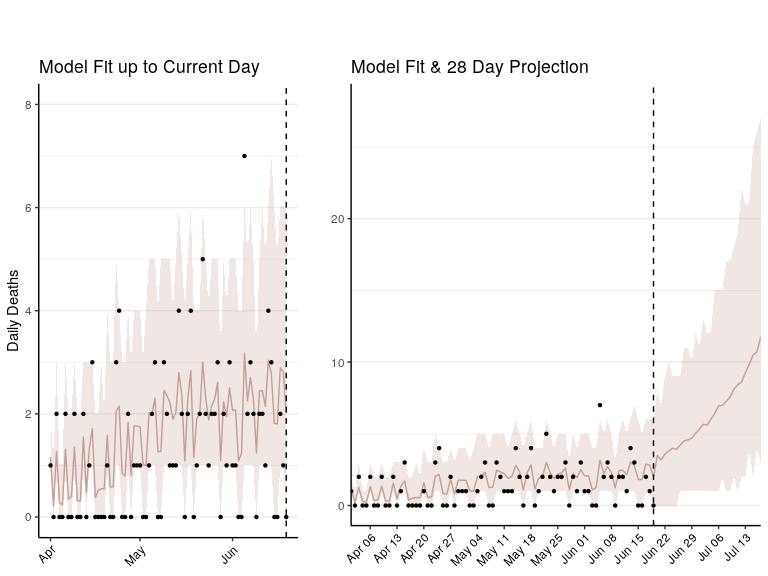 Model Fit up to Current Day
Model Fit & 28 Day Projection
Daily Deaths
8
6
4
2
0
Apr
May
Jun
20
10
0
Apr 06
Apr 13
Apr 20
Apr 27
May 04
May 11
May 18
May 25
Jun 01
Jun 08
Jun 15
Jun 22
Jun 29
Jul 06
Jul 13